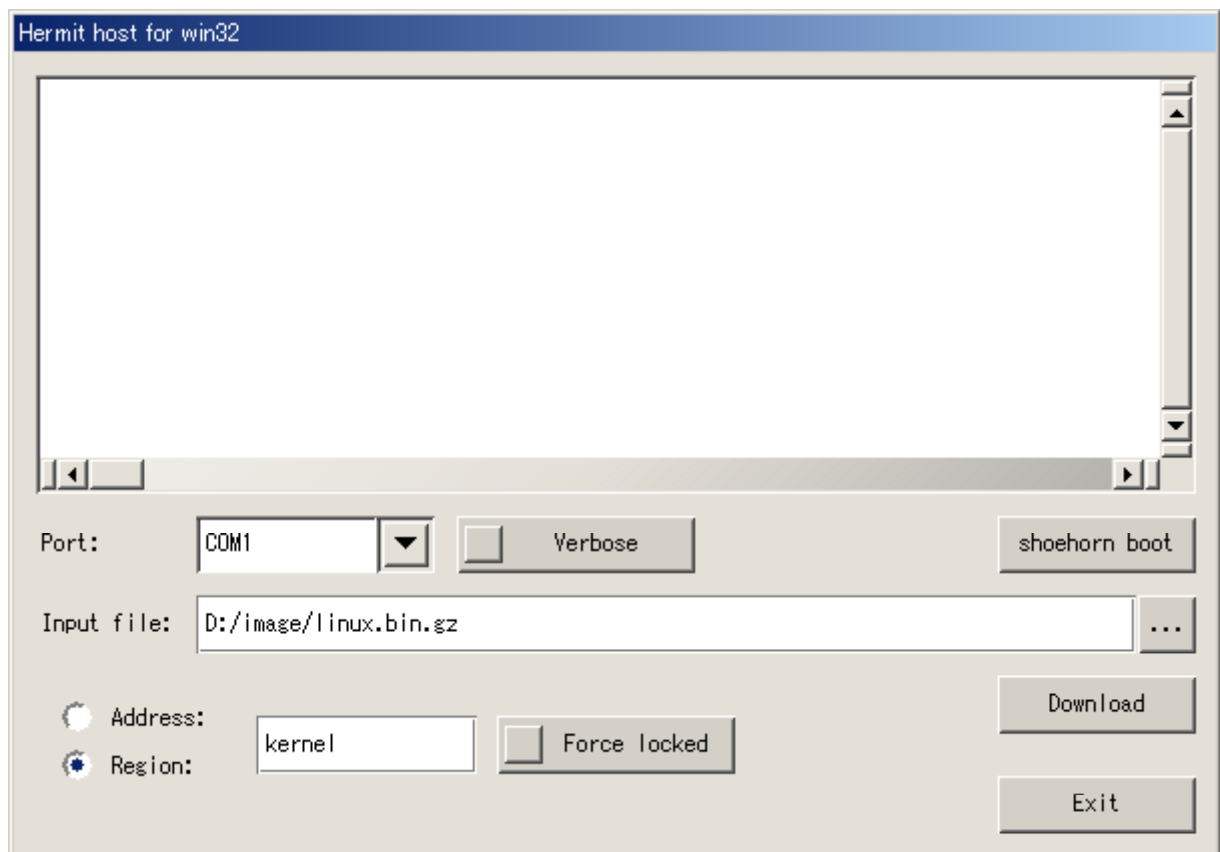 Hermit host for win32
Port: COM1 Verbose shoehorn boot
Input file: D:/image/linux.bin.gz ...
Address:
Region: kernel Force locked
Download
Exit